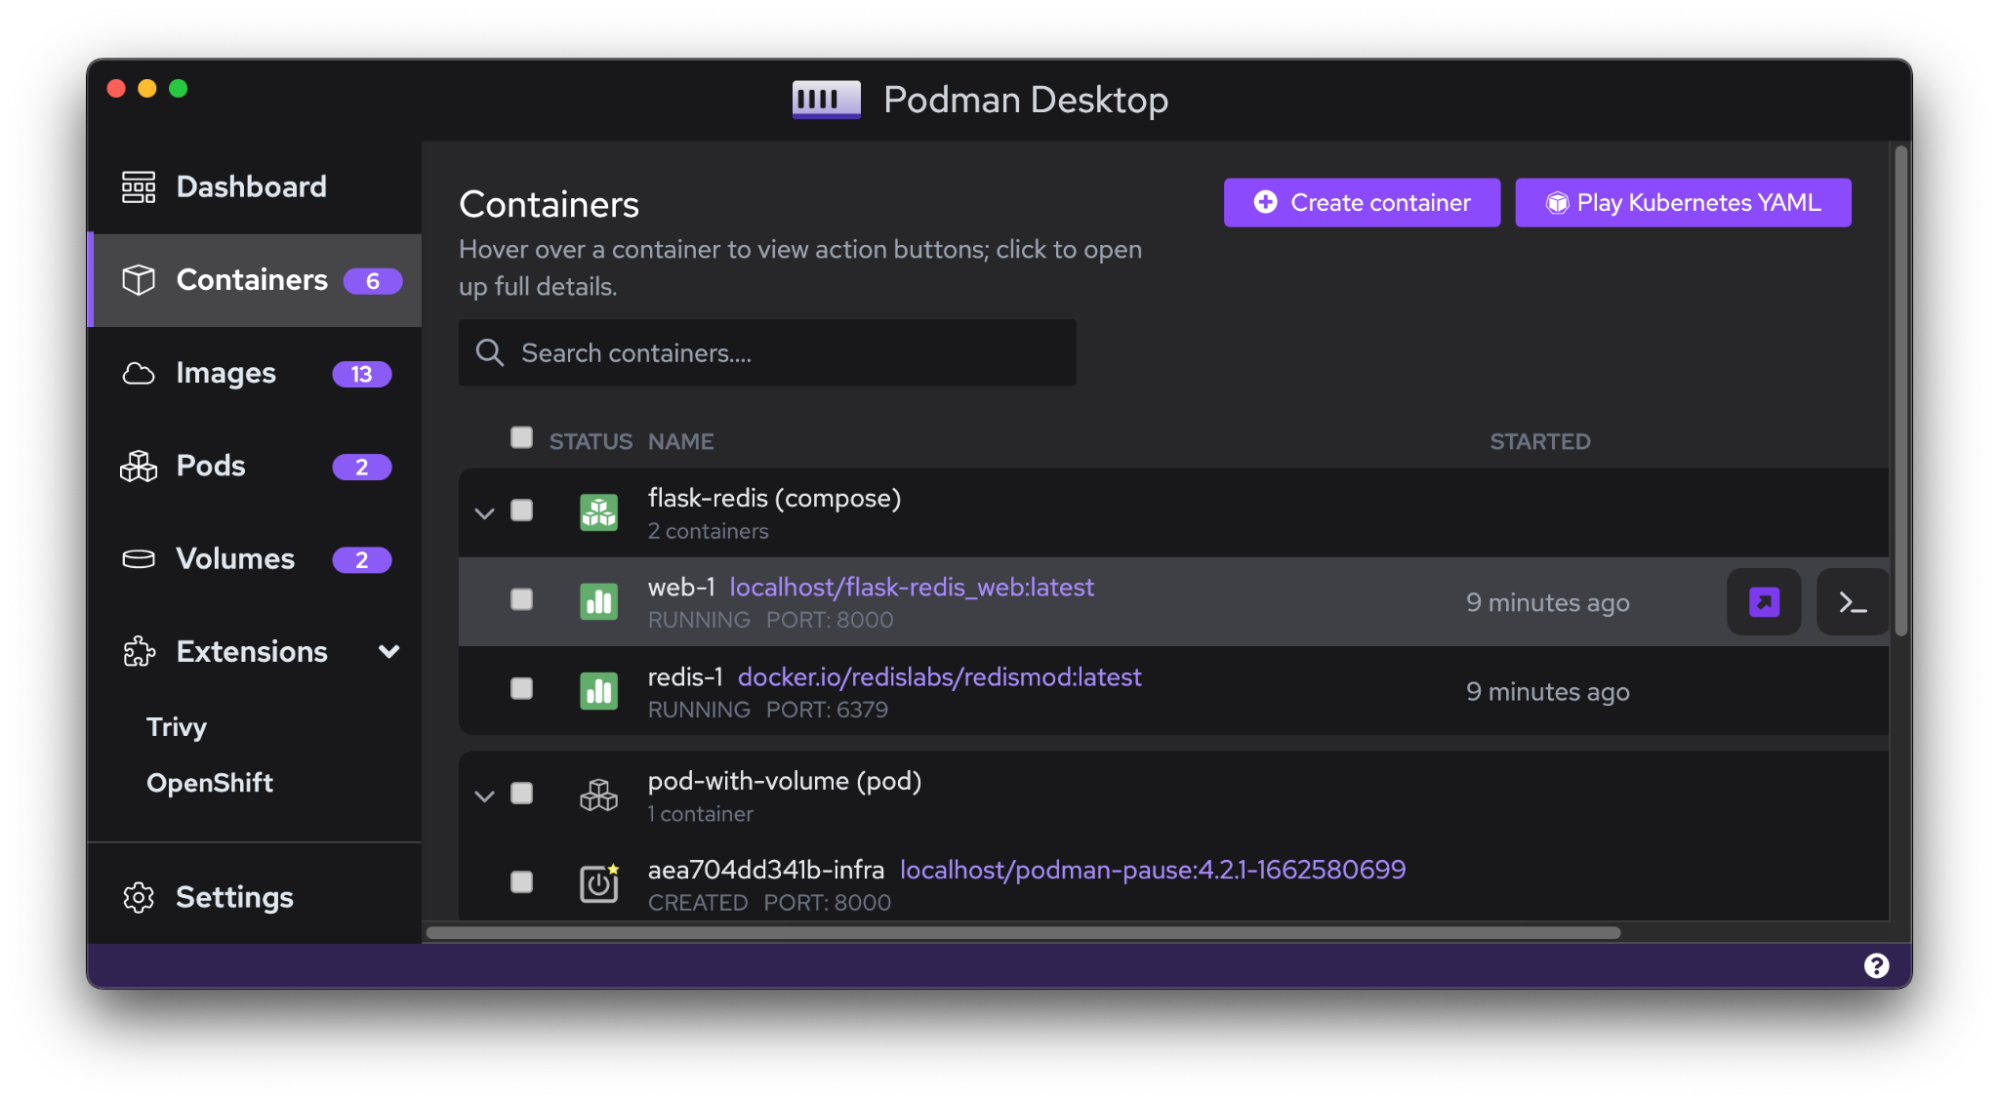 Podman Desktop
Dashboard
Containers 6
Images 13
Pods 2
Volumes 2
Extensions
Trivy
OpenShift
Settings
Containers
Hover over a container to view action buttons; click to open
up full details.
Create container
Play Kubernetes YAML
Search containers....
STATUS NAME STARTED
flask-redis (compose)
2 containers
web-1 localhost/flask-redis_web:latest
RUNNING PORT: 8000
9 minutes ago
redis-1 docker.io/redislabs/redismod:latest
RUNNING PORT: 6379
9 minutes ago
pod-with-volume (pod)
1 container
aea704dd341b-infra localhost/podman-pause:4.2.1-1662580699
CREATED PORT: 8000